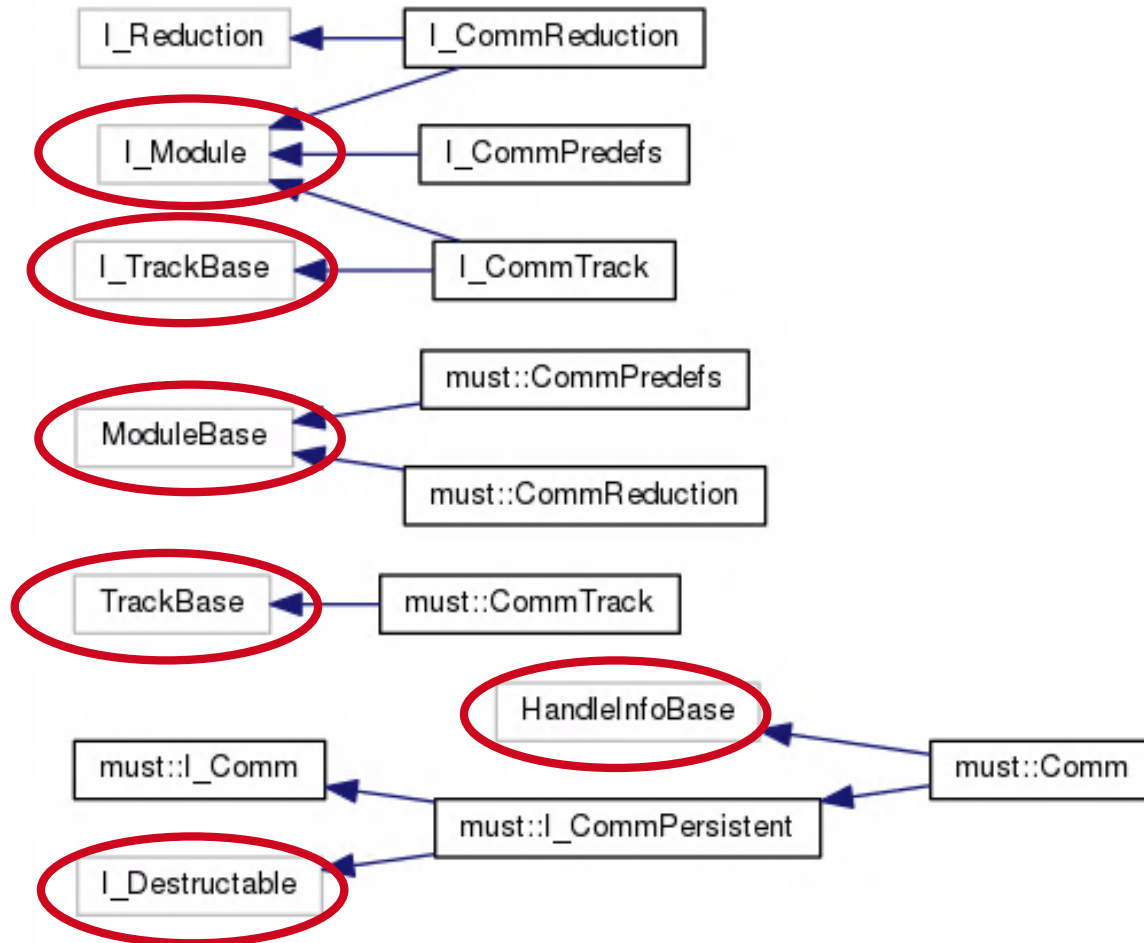 I_Reduction
I_CommReduction
I_Module
I_CommPredefs
I_TrackBase
I_CommTrack
must::CommPredefs
ModuleBase
must::CommReduction
TrackBase
must::CommTrack
HandleInfoBase
must::I_Comm
must::Comm
must::I_CommPersistent
I_Destructable